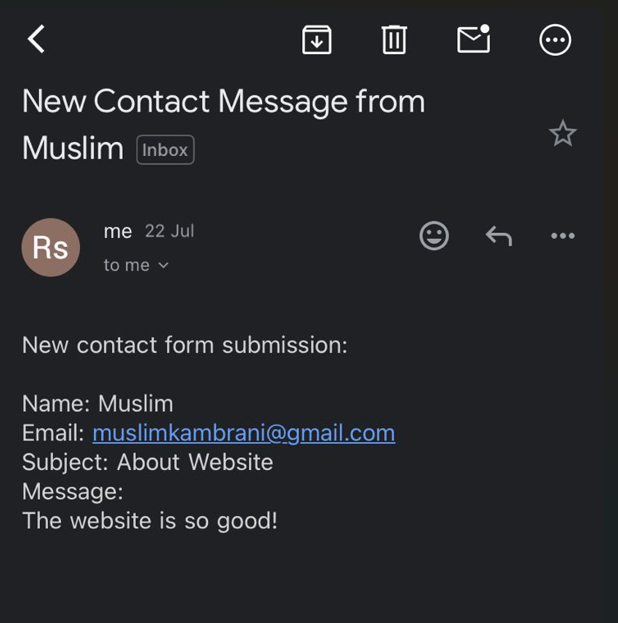 New Contact Message from
Muslim Inbox
Rs
me 22 Jul
to me
New contact form submission:
Name: Muslim
Email: muslimkambrani@gmail.com
Subject: About Website
Message:
The website is so good!